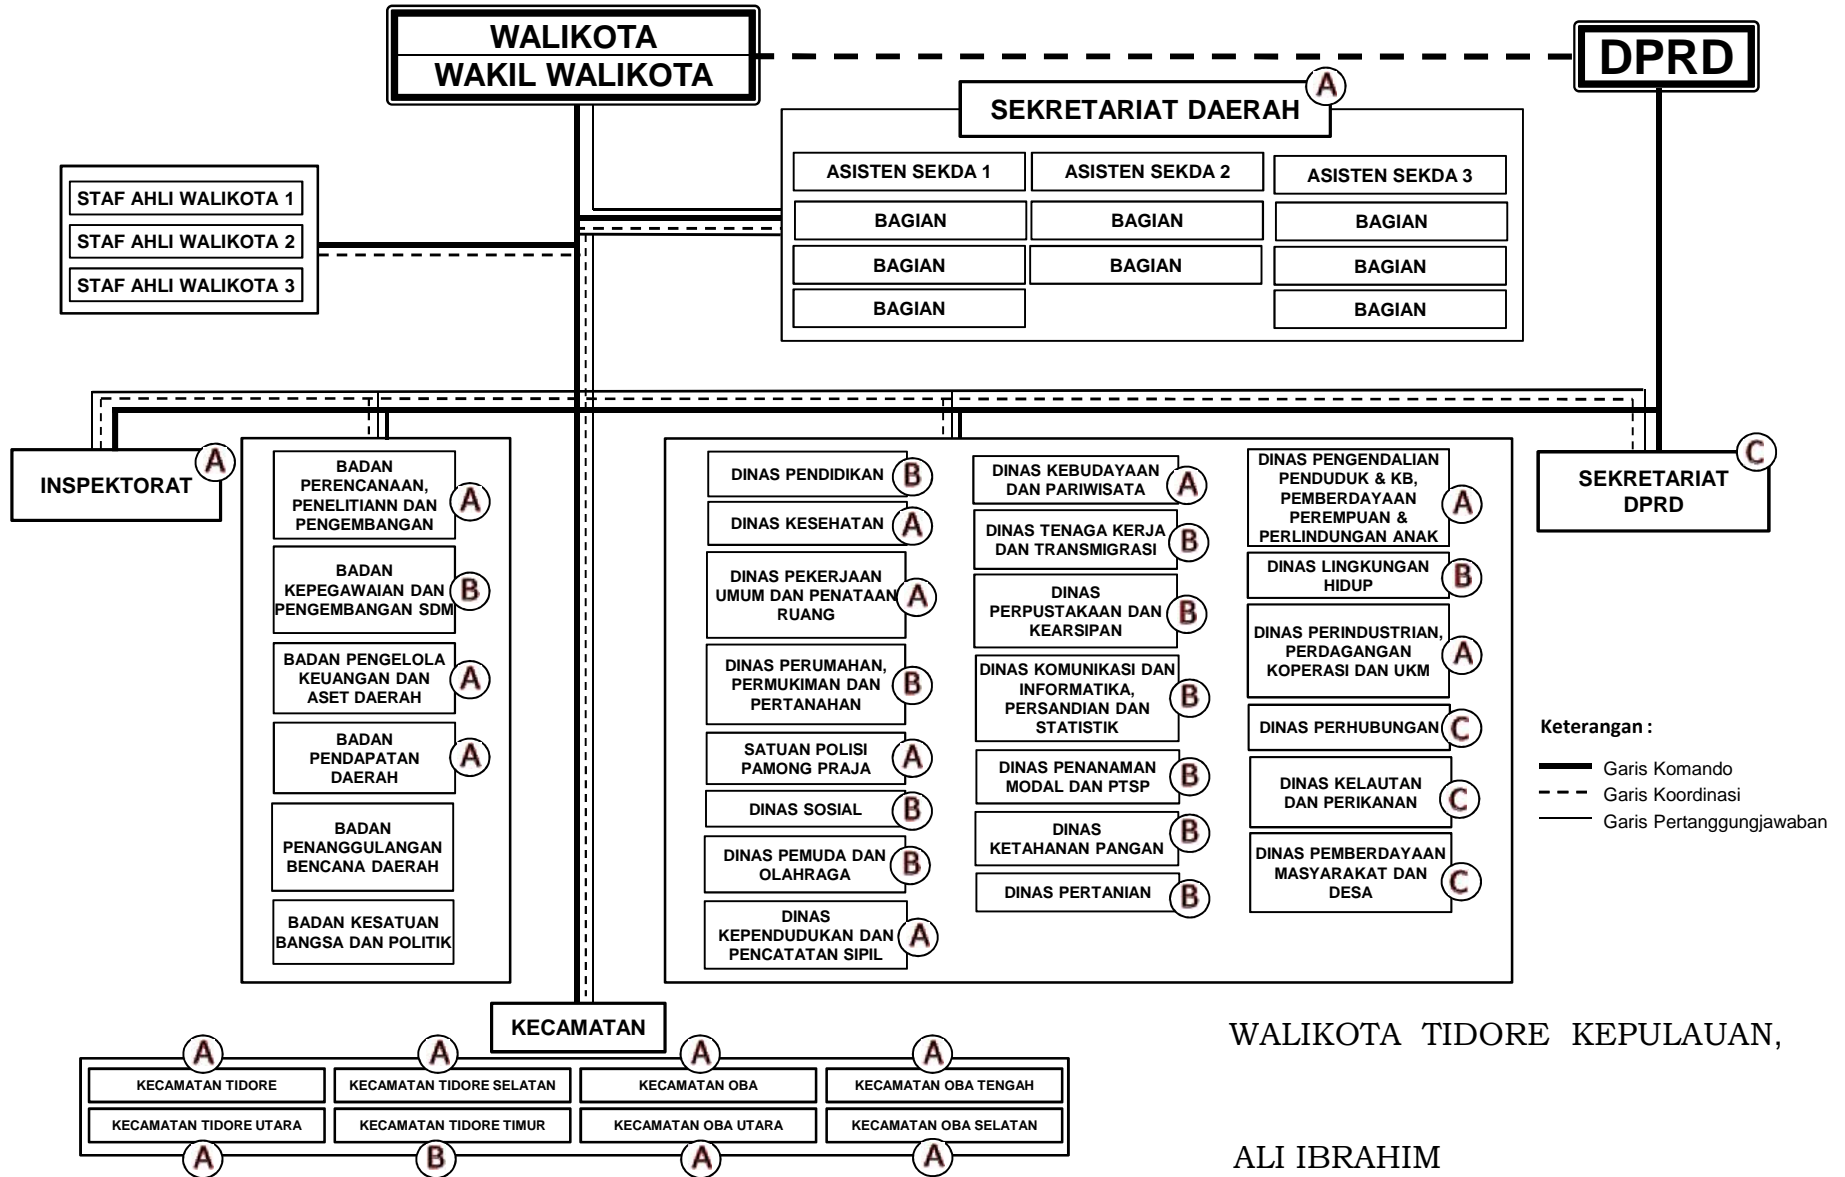 WALIKOTA
WAKIL WALIKOTA
DPRD
SEKRETARIAT DAERAH
A
ASISTEN SEKDA 1
ASISTEN SEKDA 2
ASISTEN SEKDA 3
BAGIAN
BAGIAN
BAGIAN
BAGIAN
BAGIAN
BAGIAN
BAGIAN
BAGIAN
STAF AHLI WALIKOTA 1
STAF AHLI WALIKOTA 2
STAF AHLI WALIKOTA 3
INSPEKTORAT
A
BADAN
PERENCANAAN,
PENELITIANN DAN
PENGEMBANGAN
A
BADAN
KEPEGAWAIAN DAN
PENGEMBANGAN SDM
B
BADAN PENGELOLA
KEUANGAN DAN
ASET DAERAH
A
BADAN
PENDAPATAN
DAERAH
A
BADAN
PENANGGULANGAN
BENCANA DAERAH
BADAN KESATUAN
BANGSA DAN POLITIK
DINAS PENDIDIKAN
B
DINAS KESEHATAN
A
DINAS PEKERJAAN
UMUM DAN PENATAAN
RUANG
A
DINAS PERUMAHAN,
PERMUKIMAN DAN
PERTANAHAN
B
SATUAN POLISI
PAMONG PRAJA
A
DINAS SOSIAL
B
DINAS PEMUDA DAN
OLAHRAGA
B
DINAS
KEPENDUDUKAN DAN
PENCATATAN SIPIL
A
DINAS KEBUDAYAAN
DAN PARIWISATA
A
DINAS TENAGA KERJA
DAN TRANSMIGRASI
B
DINAS
PERPUSTAKAAN DAN
KEARSIPAN
B
DINAS KOMUNIKASI DAN
INFORMATIKA,
PERSANDIAN DAN
STATISTIK
B
DINAS PENANAMAN
MODAL DAN PTSP
B
DINAS
KETAHANAN PANGAN
B
DINAS PERTANIAN
B
DINAS PENGENDALIAN
PENDUDUK & KB,
PEMBERDAYAAN
PEREMPUAN &
PERLINDUNGAN ANAK
A
DINAS LINGKUNGAN
HIDUP
B
DINAS PERINDUSTRIAN,
PERDAGANGAN
KOPERASI DAN UKM
A
DINAS PERHUBUNGAN
C
DINAS KELAUTAN
DAN PERIKANAN
C
DINAS PEMBERDAYAAN
MASYARAKAT DAN
DESA
C
SEKRETARIAT
DPRD
C
Keterangan :
Garis Komando
Garis Koordinasi
Garis Pertanggungjawaban
KECAMATAN
A
A
A
A
KECAMATAN TIDORE
KECAMATAN TIDORE SELATAN
KECAMATAN OBA
KECAMATAN OBA TENGAH
KECAMATAN TIDORE UTARA
KECAMATAN TIDORE TIMUR
KECAMATAN OBA UTARA
KECAMATAN OBA SELATAN
A
B
A
A
WALIKOTA TIDORE KEPULAUAN,
ALI IBRAHIM